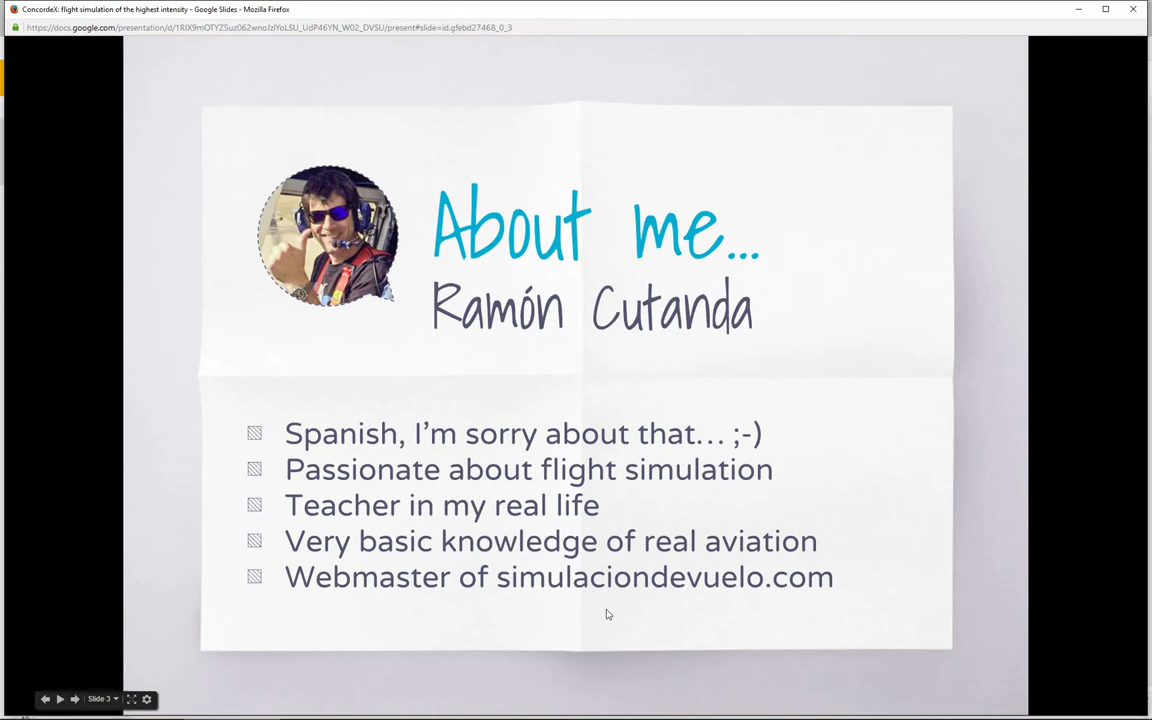 ConcordeX: flight simulation of the highest intensity - Google Slides - Mozilla Firefox
About me...
Ramón Cutanda
Spanish, I'm sorry about that... ;-)
Passionate about flight simulation
Teacher in my real life
Very basic knowledge of real aviation
Webmaster of simulaciondevuelo.com
Slide 3